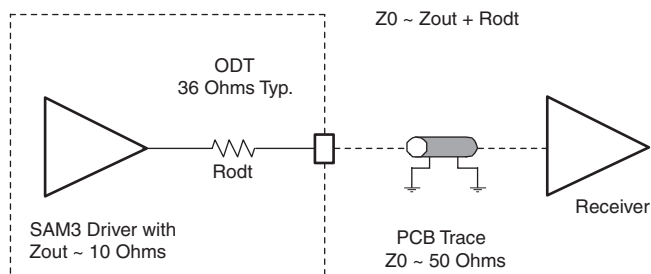 Z0 ~ Zout + Rodt
ODT
36 Ohms Typ.
Rodt
Receiver
SAM3 Driver with
Zout ~ 10 Ohms
PCB Trace
Z0 ~ 50 Ohms